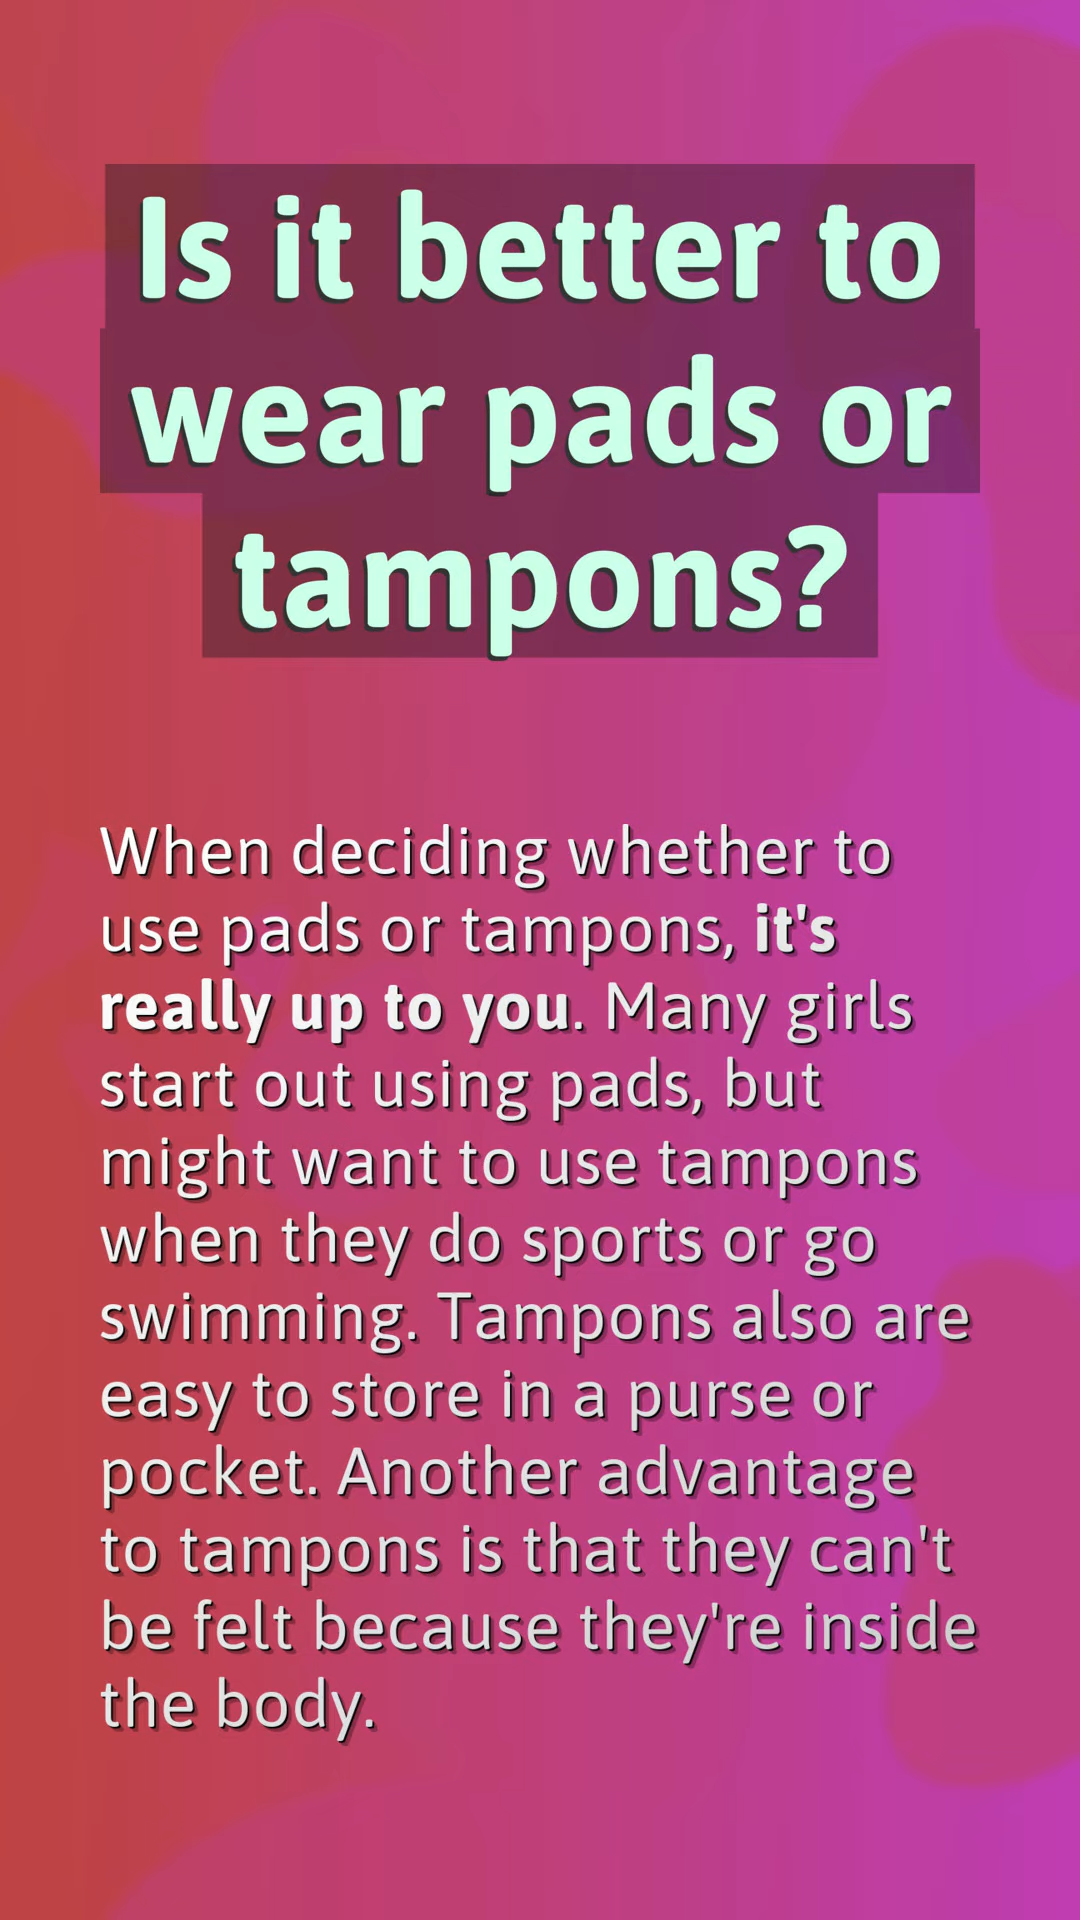 Is it better to
wear pads or
tampons?
When deciding whether to
use pads or tampons, it's
really up to you. Many girls
start out using pads, but
might want to use tampons
when they do sports or go
swimming. Tampons also are
easy to store in a purse or
pocket. Another advantage
to tampons is that they can't
be felt because they're inside
the body.